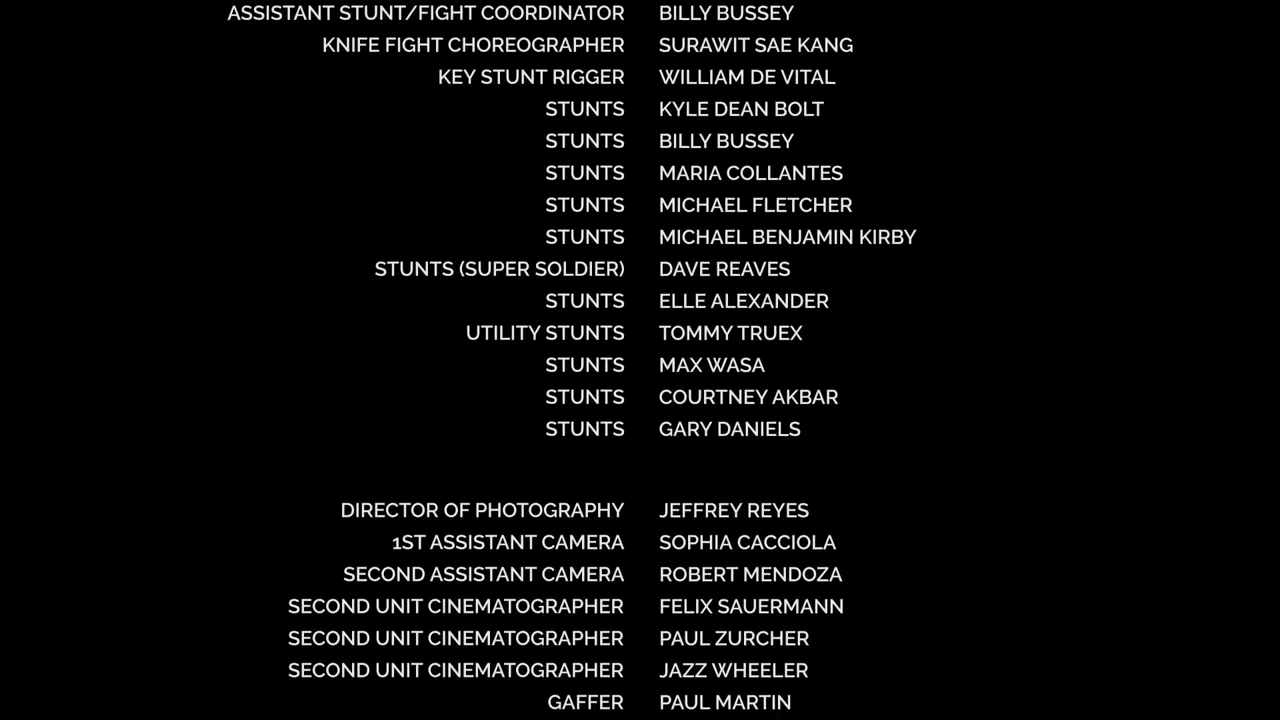 ASSISTANT STUNT/FIGHT COORDINATOR BILLY BUSSEY
KNIFE FIGHT CHOREOGRAPHER SURAWIT SAE KANG
KEY STUNT RIGGER WILLIAM DE VITAL
STUNTS KYLE DEAN BOLT
STUNTS BILLY BUSSEY
STUNTS MARIA COLLANTES
STUNTS MICHAEL FLETCHER
STUNTS MICHAEL BENJAMIN KIRBY
STUNTS (SUPER SOLDIER) DAVE REAVES
STUNTS ELLE ALEXANDER
UTILITY STUNTS TOMMY TRUEX
STUNTS MAX WASA
STUNTS COURTNEY AKBAR
STUNTS GARY DANIELS
DIRECTOR OF PHOTOGRAPHY JEFFREY REYES
1ST ASSISTANT CAMERA SOPHIA CACCIOLA
SECOND ASSISTANT CAMERA ROBERT MENDOZA
SECOND UNIT CINEMATOGRAPHER FELIX SAUERMANN
SECOND UNIT CINEMATOGRAPHER PAUL ZURCHER
SECOND UNIT CINEMATOGRAPHER JAZZ WHEELER
GAFFER PAUL MARTIN